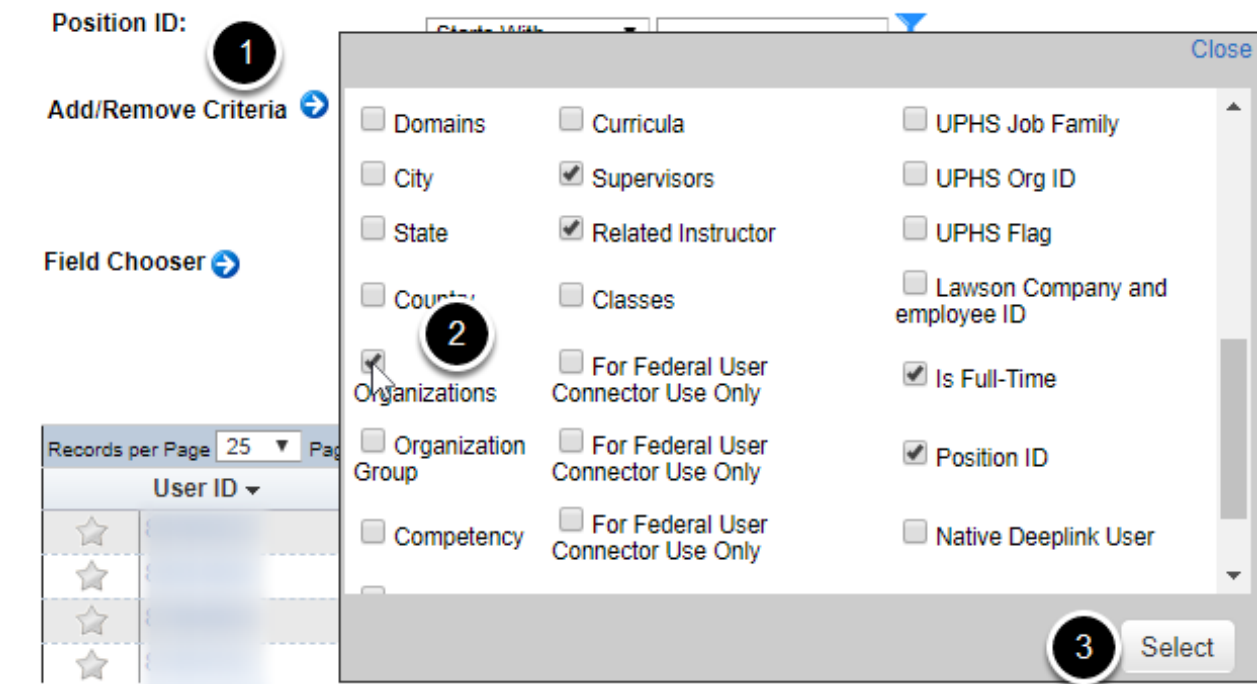 Position ID:
1
Starts With
Close
Add/Remove Criteria
Domains
Curricula
UPHS Job Family
City
Supervisors
UPHS Org ID
State
Related Instructor
UPHS Flag
Field Chooser
Country
Classes
Lawson Company and
employee ID
2
Organizations
For Federal User
Connector Use Only
Is Full-Time
Records per Page 25
Organization
Group
For Federal User
Connector Use Only
Position ID
User ID
Competency
For Federal User
Connector Use Only
Native Deeplink User
3
Select